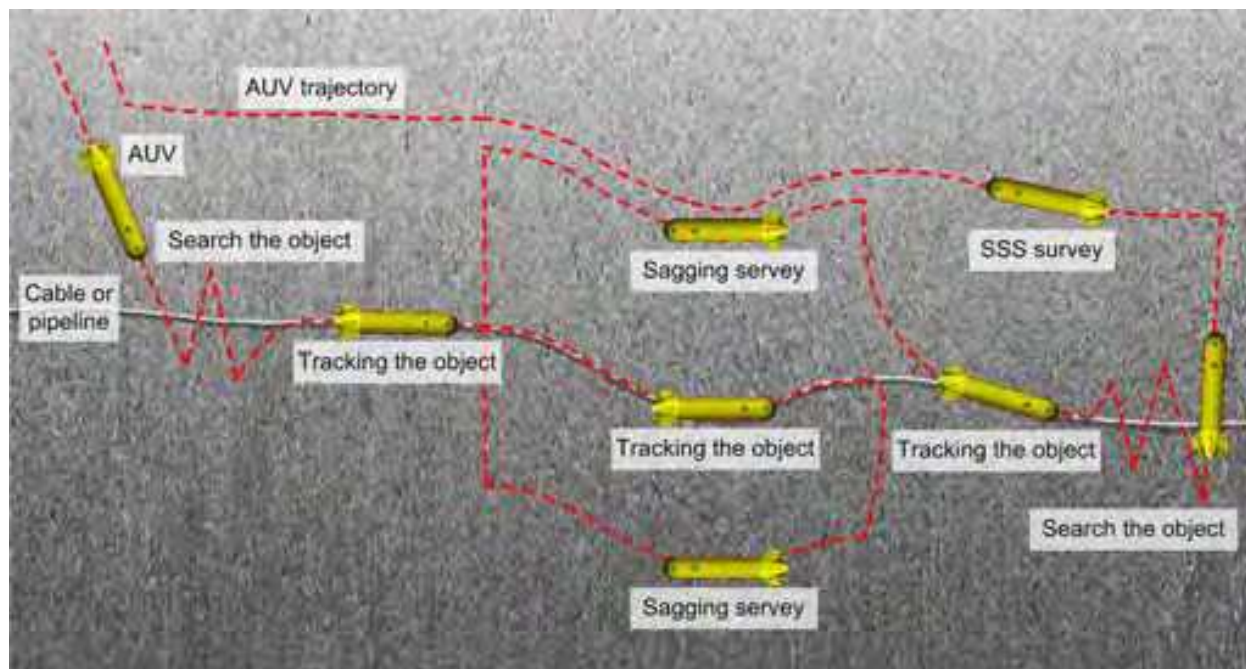 AUV trajectory
AUV
Search the object
Sagging servey
SSS survey
Cable or
pipeline
Tracking the object
Tracking the object
Tracking the object
Search the object
Sagging servey